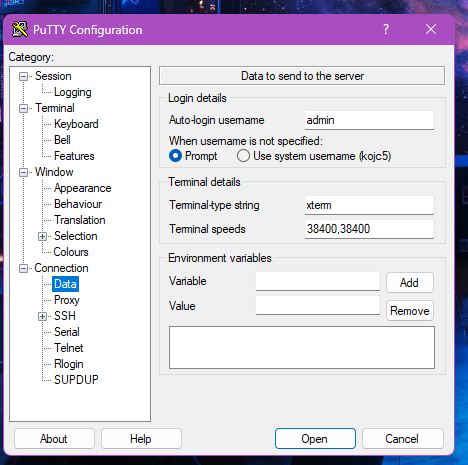 PuTTY Configuration
?
Category:
Session
Logging
Terminal
Keyboard
Bell
Features
Window
Appearance
Behaviour
Translation
Selection
Colours
Connection
Data
Proxy
SSH
Serial
Telnet
Rlogin
SUPDUP
Data to send to the server
Login details
Auto-login username admin
When username is not specified:
Prompt Use system username (kojc5)
Terminal details
Terminal-type string xterm
Terminal speeds 38400,38400
Environment variables
Variable Add
Value Remove
About Help Open Cancel